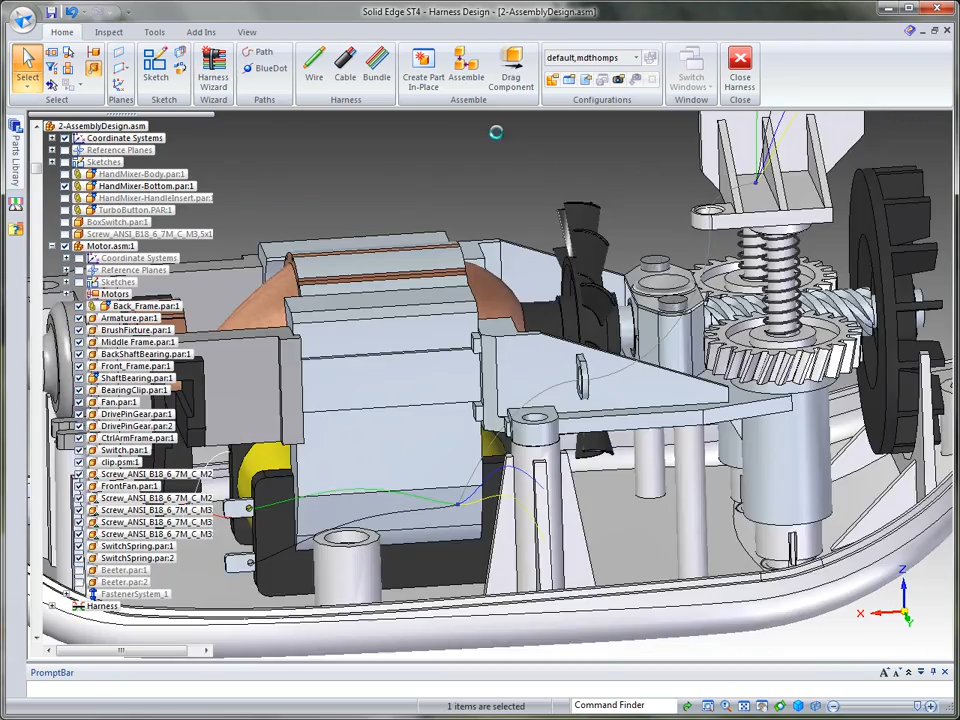 Solid Edge ST4 - Harness Design - [2-AssemblyDesign.asm]
Home
Inspect
Tools
Add Ins
View
Select
Select
Planes
Sketch
Sketch
Harness
Wizard
Wizard
Path
BlueDot
Paths
Wire
Cable
Bundle
Harness
Create Part
In-Place
Assemble
Drag
Component
Assemble
default,mdthomps
Configurations
Switch
Windows
Window
Close
Harness
Close
Parts Library
2-AssemblyDesign.asm
Coordinate Systems
Reference Planes
Sketches
HandMixer-Body.par:1
HandMixer-Bottom.par:1
HandMixer-HandleInsert.par:
TurboButton.PAR:1
BoxSwitch.par:1
Screw_ANSI_B18_6_7M_C_M3,5x1
Motor.asm:1
Coordinate Systems
Reference Planes
Sketches
Motors
Back_Frame.par:1
Armature.par:1
BrushFixture.par:1
Middle Frame.par:1
BackShaftBearing.par:1
Front_Frame.par:1
ShaftBearing.par:1
BearingClip.par:1
Fan.par:1
DrivePinGear.par:1
DrivePinGear.par:2
CtrlArmFrame.par:1
Switch.par:1
clip.psm:1
Screw_ANSI_B18_6_7M_C_M2
FrontFan.par:1
Screw_ANSI_B18_6_7M_C_M2
Screw_ANSI_B18_6_7M_C_M3
Screw_ANSI_B18_6_7M_C_M3
Screw_ANSI_B18_6_7M_C_M3
SwitchSpring.par:1
SwitchSpring.par:2
Beeter.par:1
Beeter.par:2
FastenerSystem_1
Harness
Z
X
Y
PromptBar
1 items are selected
Command Finder